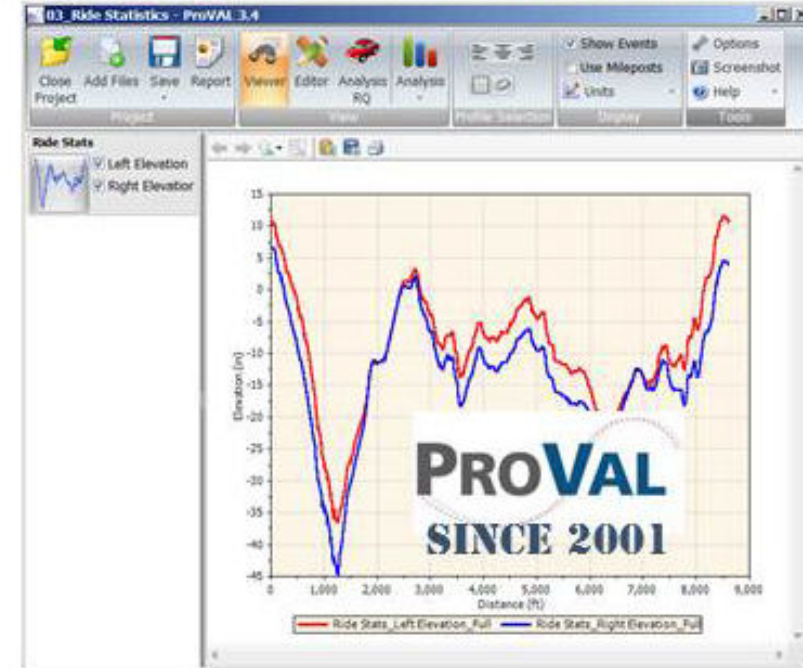 03_Ride Statistics - ProVAL 3.4
Close Project
Add Files
Save
Report
Viewer
Editor
Analysis RQ
Analysis
Show Events
Use Mileposts
Units
Options
Screenshot
Help
Project
View
Profile Selection
Display
Tools
Ride Stats
Left Elevation
Right Elevation
15
10
5
0
-5
-10
-15
-20
-25
-30
-35
-40
-45
Elevation (in)
0 1,000 2,000 3,000 4,000 5,000 6,000 7,000 8,000 9,000
Distance (ft)
Ride Stats_Left Elevation_Full Ride Stats_Right Elevation_Full
PROVAL
SINCE 2001